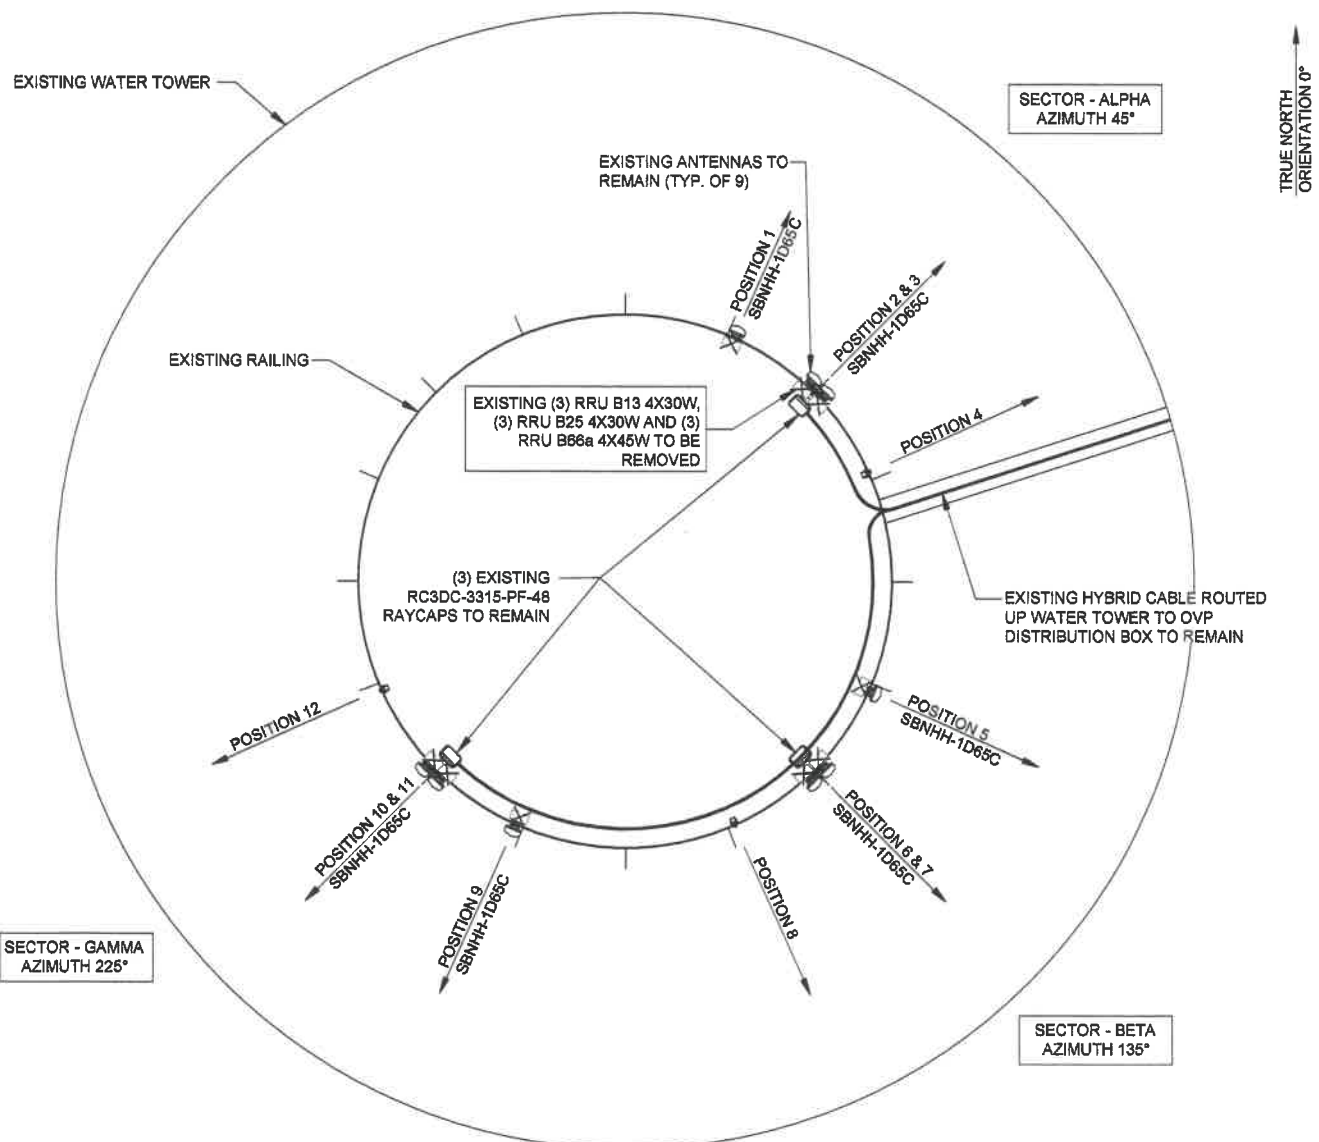 EXISTING WATER TOWER
SECTOR - ALPHA
AZIMUTH 45°
TRUE NORTH
ORIENTATION 0°
EXISTING ANTENNAS TO
REMAIN (TYP. OF 9)
POSITION 1
SBNHH-1D65C
POSITION 2 & 3
SBNHH-1D65C
EXISTING RAILING
EXISTING (3) RRU B13 4X30W,
(3) RRU B25 4X30W AND (3)
RRU B66a 4X45W TO BE
REMOVED
POSITION 4
(3) EXISTING
RC3DC-3315-PF-48
RAYCAPS TO REMAIN
EXISTING HYBRID CABLE ROUTED
UP WATER TOWER TO OVP
DISTRIBUTION BOX TO REMAIN
POSITION 12
POSITION 5
SBNHH-1D65C
POSITION 10 & 11
SBNHH-1D65C
POSITION 6 & 7
SBNHH-1D65C
POSITION 9
SBNHH-1D65C
POSITION 8
SECTOR - GAMMA
AZIMUTH 225°
SECTOR - BETA
AZIMUTH 135°